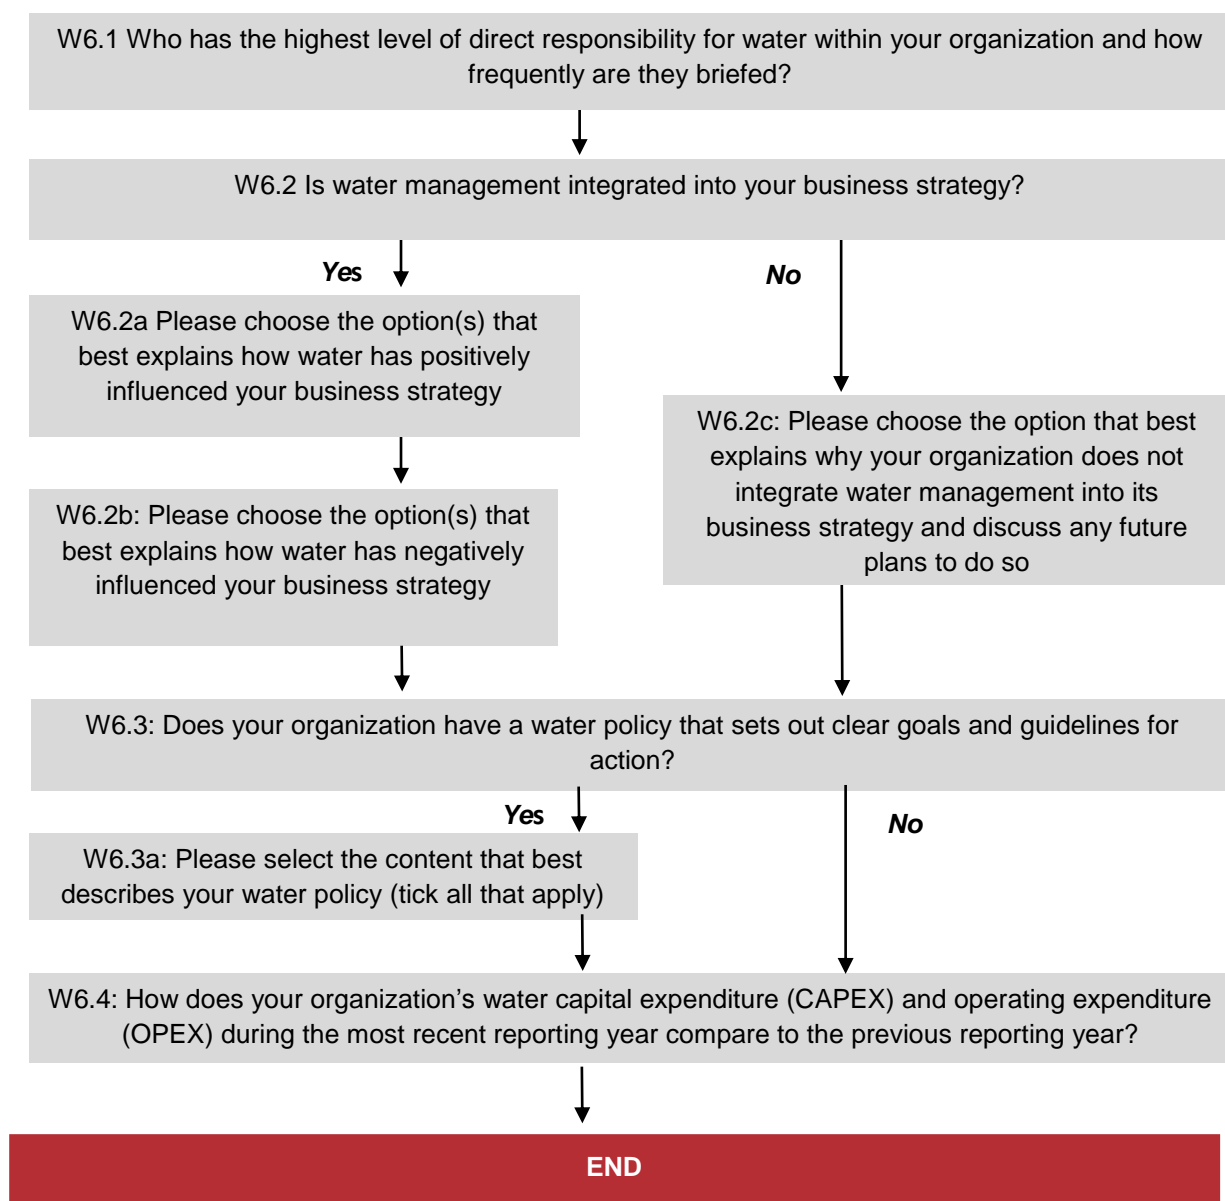 W6.1 Who has the highest level of direct responsibility for water within your organization and how
frequently are they briefed?
W6.2 Is water management integrated into your business strategy?
Yes
No
W6.2a Please choose the option(s) that
best explains how water has positively
influenced your business strategy
W6.2c: Please choose the option that best
explains why your organization does not
integrate water management into its
business strategy and discuss any future
plans to do so
W6.2b: Please choose the option(s) that
best explains how water has negatively
influenced your business strategy
W6.3: Does your organization have a water policy that sets out clear goals and guidelines for
action?
Yes
No
W6.3a: Please select the content that best
describes your water policy (tick all that apply)
W6.4: How does your organization’s water capital expenditure (CAPEX) and operating expenditure
(OPEX) during the most recent reporting year compare to the previous reporting year?
END